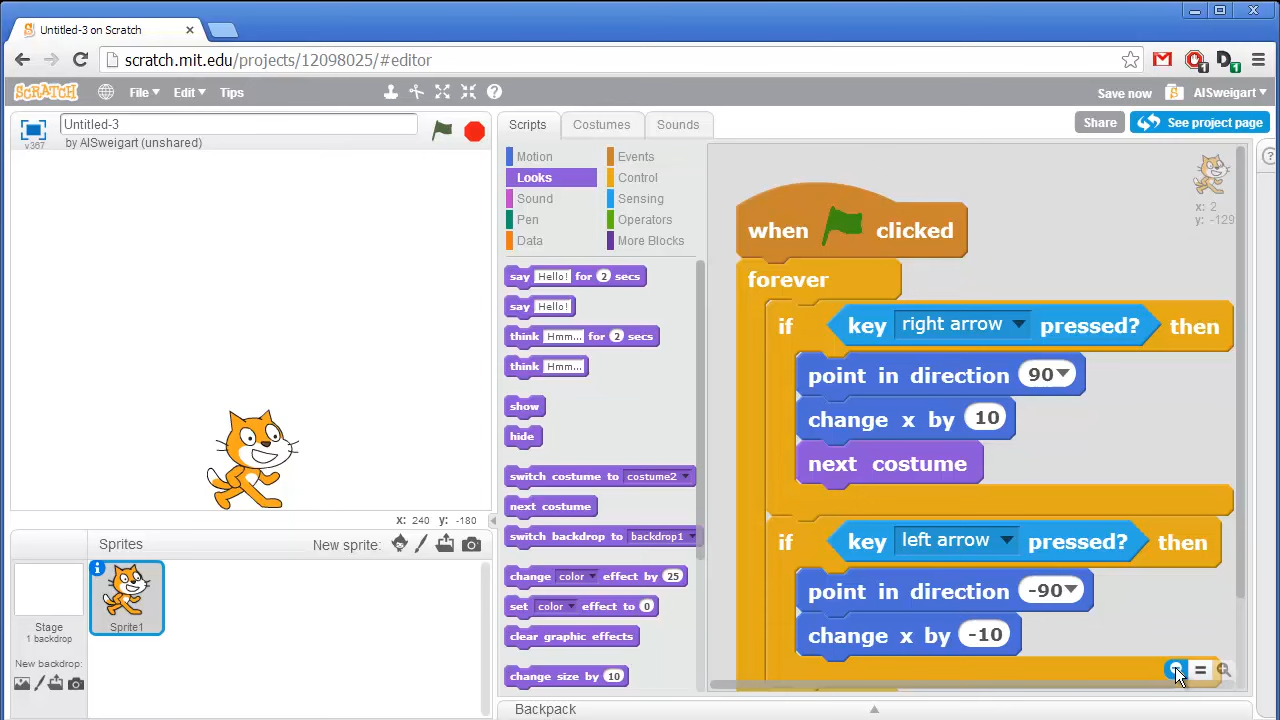 Untitled-3 on Scratch
scratch.mit.edu/projects/12098025/#editor
SCRATCH File Edit Tips Save now AlSweigart
Untitled-3
v367 by AlSweigart (unshared)
Scripts Costumes Sounds
Share See project page
Motion Events
Looks Control
Sound Sensing
Pen Operators
Data More Blocks
say Hello! for 2 secs
say Hello!
think Hmm... for 2 secs
think Hmm...
show
hide
switch costume to costume2
next costume
switch backdrop to backdrop1
change color effect by 25
set color effect to 0
clear graphic effects
change size by 10
x: 2
y: -129
when clicked
forever
if key right arrow pressed? then
point in direction 90
change x by 10
next costume
if key left arrow pressed? then
point in direction -90
change x by -10
x: 240 y: -180
Sprites New sprite:
Stage
1 backdrop
New backdrop:
Sprite1
Backpack